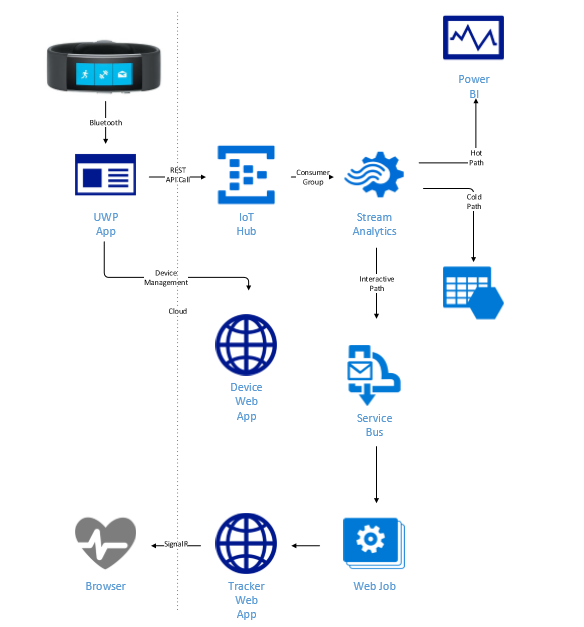 Power
BI
Bluetooth
Hot
Path
REST
API Call
Consumer
Group
Cold
Path
UWP
App
IoT
Hub
Stream
Analytics
Device
Management
Interactive
Path
Cloud
Device
Web
App
Service
Bus
SignalR
Browser
Tracker
Web
App
Web Job